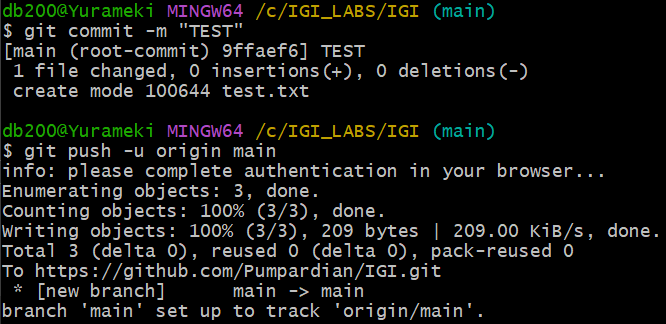 db200@Yurameki MINGW64 /c/IGI_LABS/IGI (main)
$ git commit -m "TEST"
[main (root-commit) 9ffaef6] TEST
 1 file changed, 0 insertions(+), 0 deletions(-)
 create mode 100644 test.txt

db200@Yurameki MINGW64 /c/IGI_LABS/IGI (main)
$ git push -u origin main
info: please complete authentication in your browser...
Enumerating objects: 3, done.
Counting objects: 100% (3/3), done.
Writing objects: 100% (3/3), 209 bytes | 209.00 KiB/s, done.
Total 3 (delta 0), reused 0 (delta 0), pack-reused 0
To https://github.com/Pumpardian/IGI.git
 * [new branch]      main -> main
branch 'main' set up to track 'origin/main'.